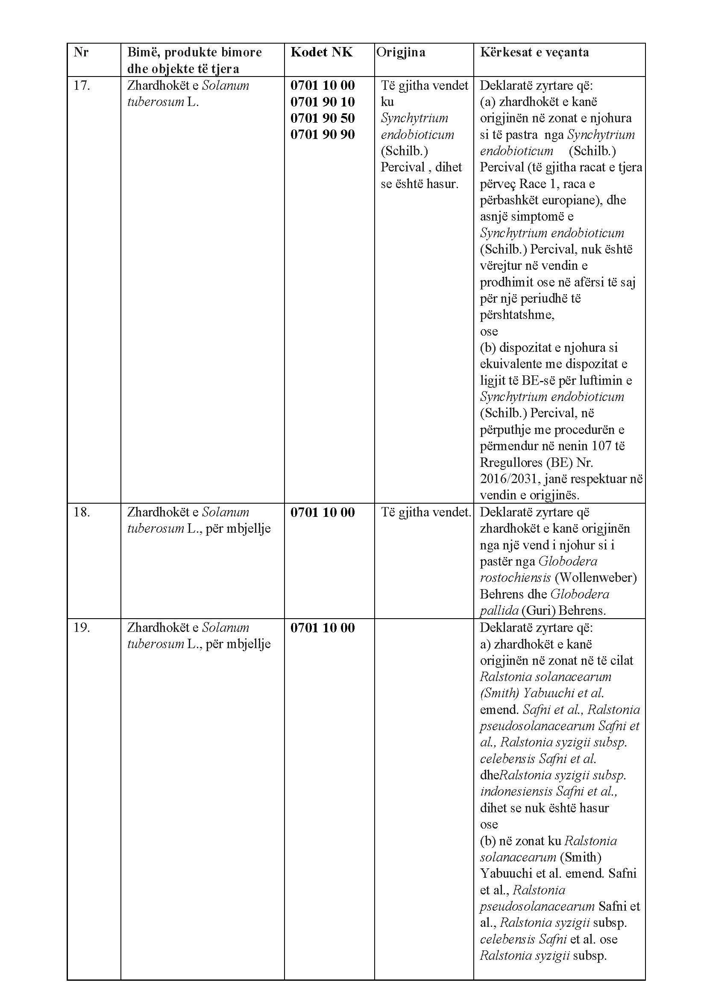 Nr
Bimë, produkte bimore
dhe objekte të tjera
Kodet NK
Origjina
Kërkesat e veçanta
17.
Zhardhokët e Solanum
tuberosum L.
0701 10 00
0701 90 10
0701 90 50
0701 90 90
Të gjitha vendet
ku
Synchytrium
endobioticum
(Schilb.)
Percival , dihet
se është hasur.
Deklaratë zyrtare që:
(a) zhardhokët e kanë
origjinën në zonat e njohura
si të pastra  nga Synchytrium
endobioticum    (Schilb.)
Percival (të gjitha racat e tjera
përveç Race 1, raca e
përbashkët europiane), dhe
asnjë simptomë e
Synchytrium endobioticum
(Schilb.) Percival, nuk është
vërejtur në vendin e
prodhimit ose në afërsi të saj
për një periudhë të
përshtatshme,
ose
(b) dispozitat e njohura si
ekuivalente me dispozitat e
ligjit të BE-së për luftimin e
Synchytrium endobioticum
(Schilb.) Percival, në
përputhje me procedurën e
përmendur në nenin 107 të
Rregullores (BE) Nr.
2016/2031, janë respektuar në
vendin e origjinës.
18.
Zhardhokët e Solanum
tuberosum L., për mbjellje
0701 10 00
Të gjitha vendet.
Deklaratë zyrtare që
zhardhokët e kanë origjinën
nga një vend i njohur si i
pastër nga Globodera
rostochiensis (Wollenweber)
Behrens dhe Globodera
pallida (Guri) Behrens.
19.
Zhardhokët e Solanum
tuberosum L., për mbjellje
0701 10 00
Deklaratë zyrtare që:
a) zhardhokët e kanë
origjinën në zonat në të cilat
Ralstonia solanacearum
(Smith) Yabuuchi et al.
emend. Safni et al., Ralstonia
pseudosolanacearum Safni et
al., Ralstonia syzigii subsp.
celebensis Safni et al.
dheRalstonia syzigii subsp.
indonesiensis Safni et al.,
dihet se nuk është hasur
ose
(b) në zonat ku Ralstonia
solanacearum (Smith)
Yabuuchi et al. emend. Safni
et al., Ralstonia
pseudosolanacearum Safni et
al., Ralstonia syzigii subsp.
celebensis Safni et al. ose
Ralstonia syzigii subsp.